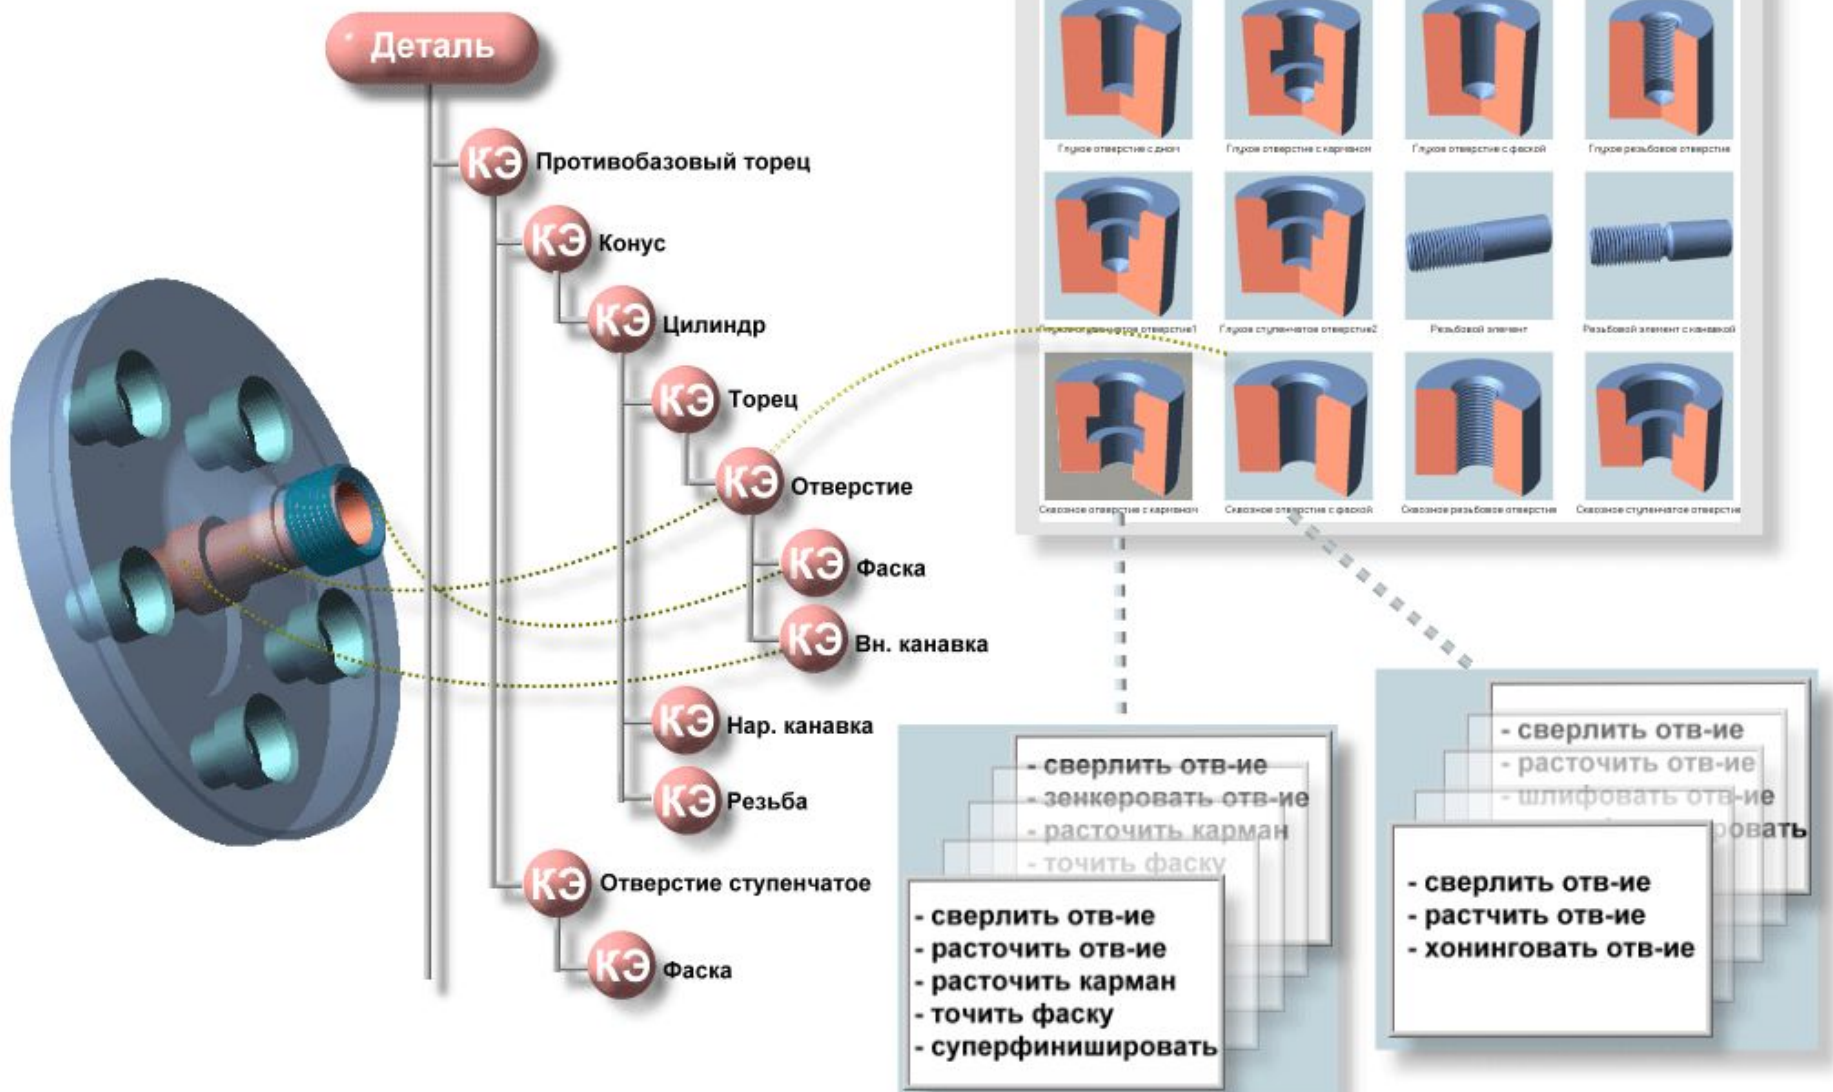 Деталь
КЭ Противобазовый торец
КЭ Конус
КЭ Цилиндр
КЭ Торец
КЭ Отверстие
КЭ Фаска
КЭ Вн. канавка
КЭ Нар. канавка
КЭ Резьба
КЭ Отверстие ступенчатое
КЭ Фаска
Глухое отверстие с дном
Глухое отверстие с карманом
Глухое отверстие с фаской
Глухое резьбовое отверстие
Глухое ступенчатое отверстие1
Глухое ступенчатое отверстие2
Резьбовой элемент
Резьбовой элемент с канавкой
Сквозное отверстие с карманом
Сквозное отверстие с фаской
Сквозное резьбовое отверстие
Сквозное ступенчатое отверстие
- сверлить отв-ие
- зенкеровать отв-ие
- расточить карман
- точить фаску
- сверлить отв-ие
- расточить отв-ие
- расточить карман
- точить фаску
- суперфинишировать
- сверлить отв-ие
- расточить отв-ие
- шлифовать отв-ие
- сверлить отв-ие
- растчить отв-ие
- хонинговать отв-ие